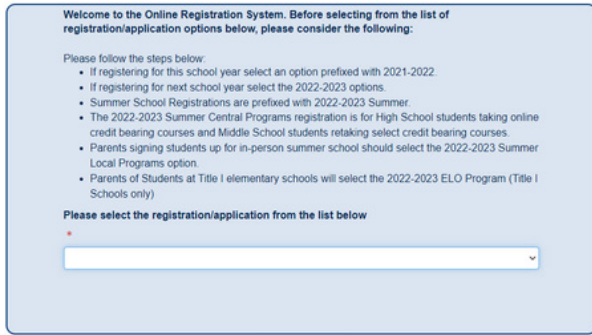 Welcome to the Online Registration System. Before selecting from the list of
registration/application options below, please consider the following:
Please follow the steps below:
• If registering for this school year select an option prefixed with 2021-2022.
• If registering for next school year select the 2022-2023 options.
• Summer School Registrations are prefixed with 2022-2023 Summer.
• The 2022-2023 Summer Central Programs registration is for High School students taking online
credit bearing courses and Middle School students retaking select credit bearing courses.
• Parents signing students up for in-person summer school should select the 2022-2023 Summer
Local Programs option.
• Parents of Students at Title I elementary schools will select the 2022-2023 ELO Program (Title I
Schools only)
Please select the registration/application from the list below
*